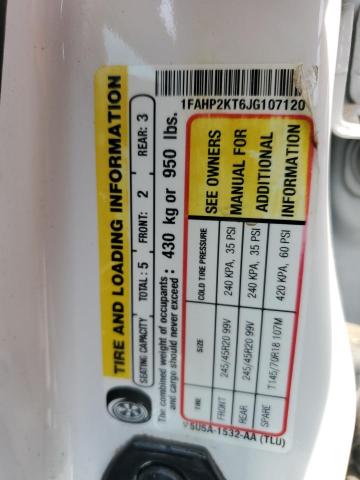 1FAHP2KT6JG107120
TIRE AND LOADING INFORMATION
SEATING CAPACITY TOTAL: 5 FRONT: 2 REAR: 3
The combined weight of occupants and cargo should never exceed : 430 kg or 950 lbs.
TIRE SIZE COLD TIRE PRESSURE
FRONT 245/45R20 99V 240 KPA, 35 PSI
REAR 245/45R20 99V 240 KPA, 35 PSI
SPARE T145/70R18 107M 420 KPA, 60 PSI
SEE OWNERS
MANUAL FOR
ADDITIONAL
INFORMATION
5U5A-1532-AA (TLU)